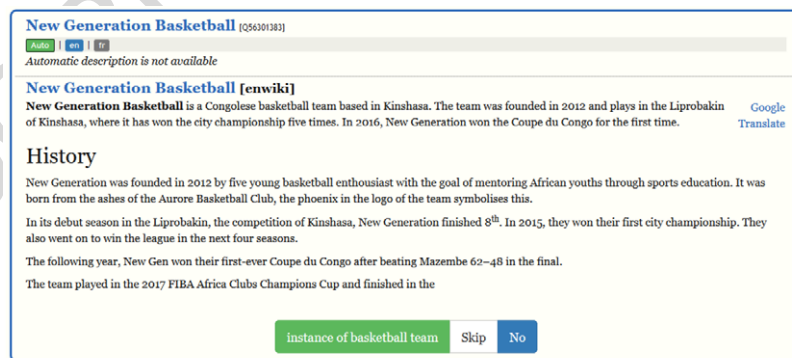 New Generation Basketball [Q56301383]
Auto | en | fr
Automatic description is not available
New Generation Basketball [enwiki]
New Generation Basketball is a Congolese basketball team based in Kinshasa. The team was founded in 2012 and plays in the Liprobakin
of Kinshasa, where it has won the city championship five times. In 2016, New Generation won the Coupe du Congo for the first time.
Google
Translate
History
New Generation was founded in 2012 by five young basketball enthusiast with the goal of mentoring African youths through sports education. It was
born from the ashes of the Aurore Basketball Club, the phoenix in the logo of the team symbolises this.
In its debut season in the Liprobakin, the competition of Kinshasa, New Generation finished 8th. In 2015, they won their first city championship. They
also went on to win the league in the next four seasons.
The following year, New Gen won their first-ever Coupe du Congo after beating Mazembe 62–48 in the final.
The team played in the 2017 FIBA Africa Clubs Champions Cup and finished in the
instance of basketball team Skip No